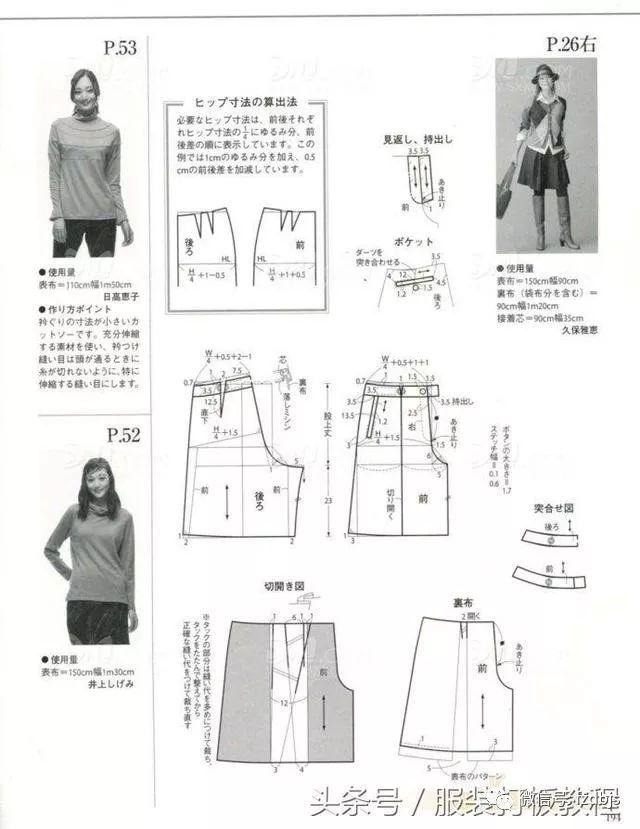 P.53
● 使用量
表布＝110cm幅1m50cm
日高恵子
● 作り方ポイント
衿ぐりの寸法が小さいカ
ットソーです。充分伸縮
する素材を使い、衿つけ
縫い目は頭が通るときに
糸が切れないように、特に
伸縮する縫い目にします。
P.52
● 使用量
表布＝150cm幅1m30cm
井上しげみ
ヒップ寸法の算出法
必要なヒップ寸法は、前後それぞ
れヒップ寸法の1/4にゆるみ分、前
後差の順に表示しています。この
例では1cmのゆるみ分を加え、0.5
cmの前後差を加減しています。
後ろ
HL
H/4＋1－0.5
前
HL
H/4＋1＋0.5
見返し、持出し
3.5 3.5
前
あき止り
1
ポケット
ダーツを
突き合わせる
4
12
4.5
1.2
後ろ
P.26右
● 使用量
表布＝150cm幅90cm
裏布（袋布分を含む）＝
90cm幅1m20cm
接着芯＝90cm幅35cm
久保雅恵
W/4＋0.5＋2－1
0.7
2
7.5
3.5
12.5
直下
H/4＋1.5
芯
裏布
落しミシン
1.5
5
前
前
後ろ
1
2
2
股上丈
23
W/4＋0.5＋1＋1
1.5
3.5
13.5
1.2
2.5
右
3.5 持出し
あき止り
H/4＋1.5
6
5
切り開く
前
1
3
ボタンの大きさ＝1.7
ステッチ幅＝0.1
0.6
突合せ図
後ろ
前
切開き図
1 6 1
※タックの部分は縫い代を多めにつけて裁ち、
タックをたたんで整えてから
正確な縫い代をつけて裁ち直す
前
12
3
4
裏布
2 開く
あき止り
前
1
3
5
表布のパターン
头条号／服装打板教程
194